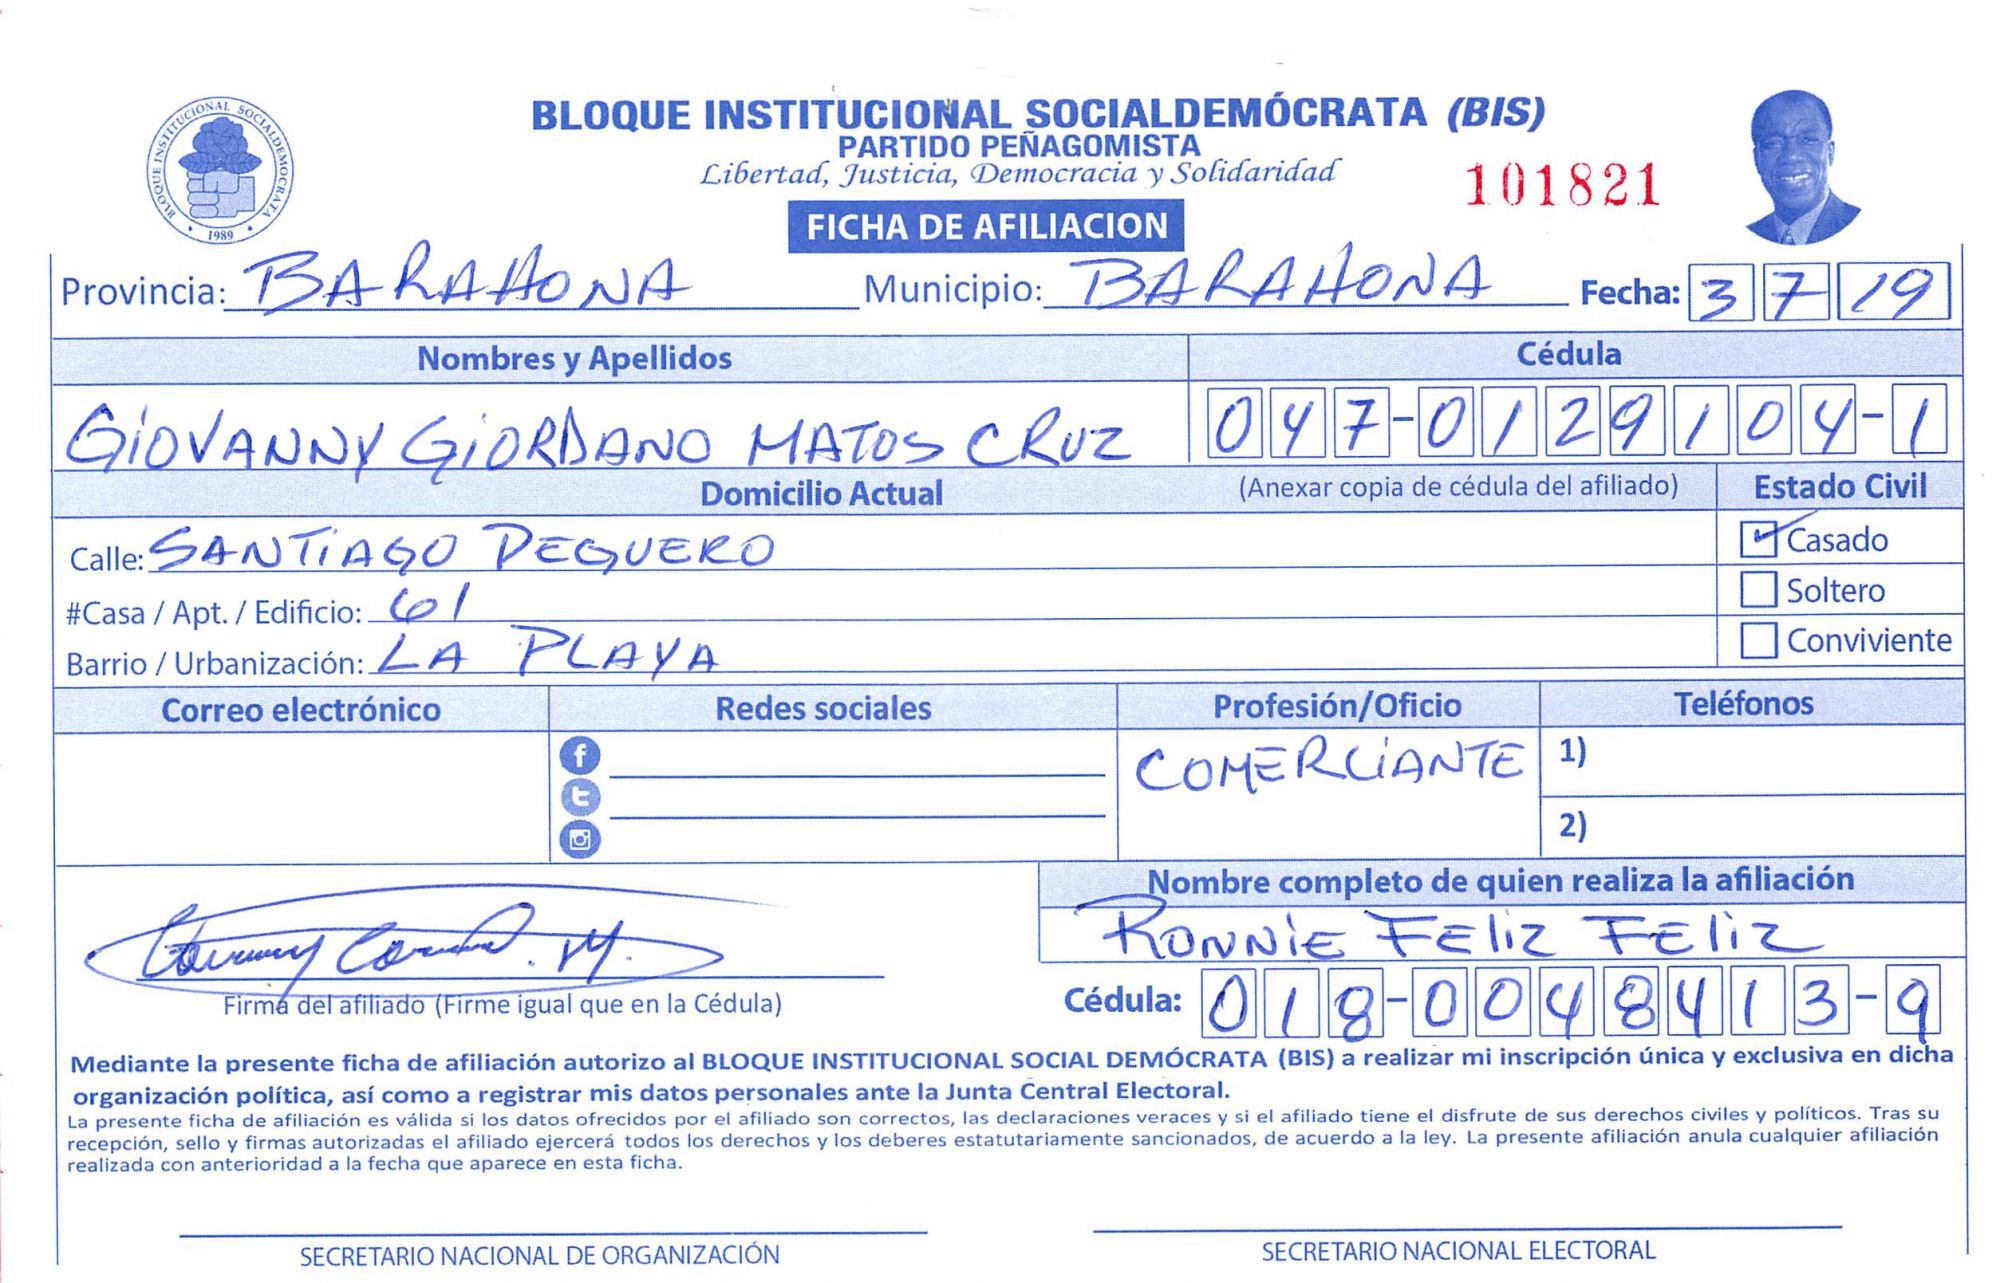 BLOQUE INSTITUCIONAL SOCIALDEMOCRATA
1989
BLOQUE INSTITUCIONAL SOCIALDEMÓCRATA (BIS)
PARTIDO PEÑAGOMISTA
Libertad, Justicia, Democracia y Solidaridad
101821
FICHA DE AFILIACION
Provincia: BARAHONA Municipio: BARAHONA Fecha: 3 7 19
Nombres y Apellidos Cédula
GIOVANNY GIORDANO MATOS CRUZ 047-0129104-1
Domicilio Actual (Anexar copia de cédula del afiliado) Estado Civil
Calle: SANTIAGO PEGUERO Casado
#Casa / Apt. / Edificio: 61 Soltero
Barrio / Urbanización: LA PLAYA Conviviente
Correo electrónico Redes sociales Profesión/Oficio Teléfonos
COMERCIANTE 1)
2)
Nombre completo de quien realiza la afiliación
RONNIE FELIZ FELIZ
Firma del afiliado (Firme igual que en la Cédula) Cédula: 018-0048413-9
Mediante la presente ficha de afiliación autorizo al BLOQUE INSTITUCIONAL SOCIAL DEMÓCRATA (BIS) a realizar mi inscripción única y exclusiva en dicha
organización política, así como a registrar mis datos personales ante la Junta Central Electoral.
La presente ficha de afiliación es válida si los datos ofrecidos por el afiliado son correctos, las declaraciones veraces y si el afiliado tiene el disfrute de sus derechos civiles y políticos. Tras su
recepción, sello y firmas autorizadas el afiliado ejercerá todos los derechos y los deberes estatutariamente sancionados, de acuerdo a la ley. La presente afiliación anula cualquier afiliación
realizada con anterioridad a la fecha que aparece en esta ficha.
SECRETARIO NACIONAL DE ORGANIZACIÓN SECRETARIO NACIONAL ELECTORAL